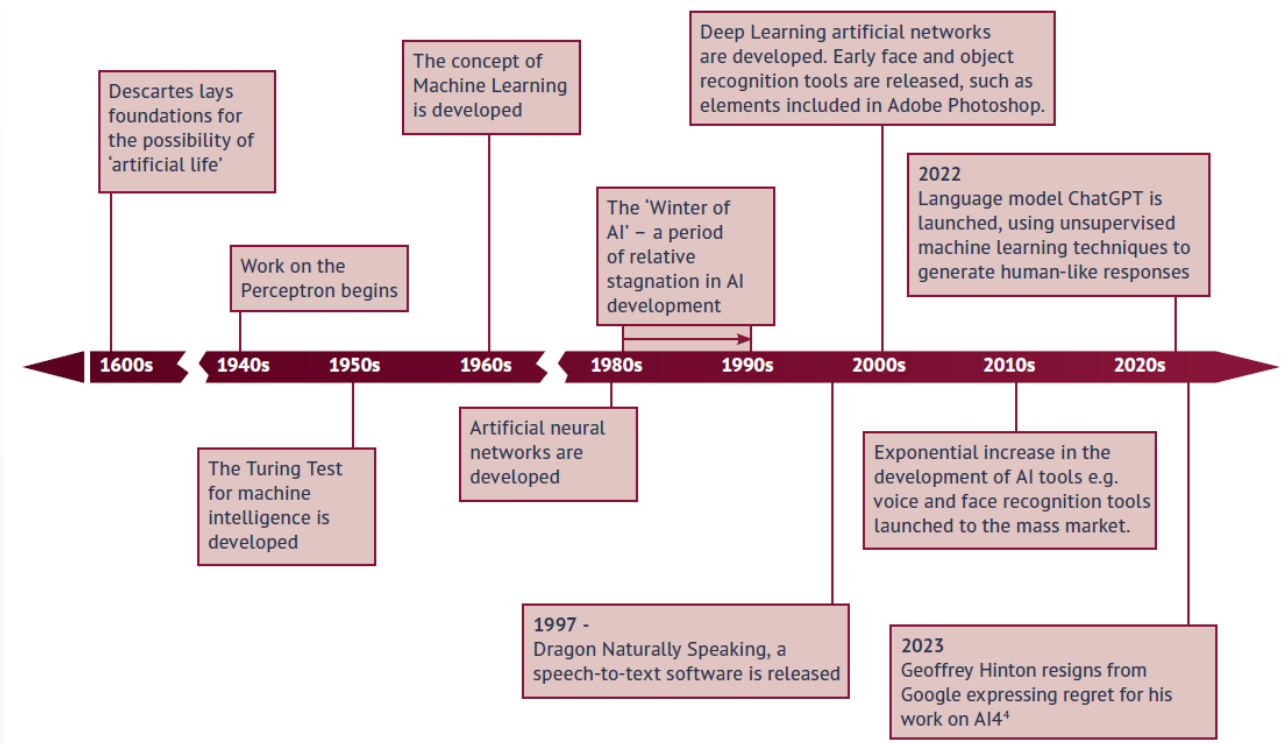 Descartes lays
foundations for
the possibility of
‘artificial life’
Work on the
Perceptron begins
The concept of
Machine Learning
is developed
The ‘Winter of
AI’ – a period
of relative
stagnation in AI
development
Deep Learning artificial networks
are developed. Early face and object
recognition tools are released, such as
elements included in Adobe Photoshop.
2022
Language model ChatGPT is
launched, using unsupervised
machine learning techniques to
generate human-like responses
1600s 1940s 1950s 1960s 1980s 1990s 2000s 2010s 2020s
The Turing Test
for machine
intelligence is
developed
Artificial neural
networks are
developed
1997 -
Dragon Naturally Speaking, a
speech-to-text software is released
Exponential increase in the
development of AI tools e.g.
voice and face recognition tools
launched to the mass market.
2023
Geoffrey Hinton resigns from
Google expressing regret for his
work on AI4⁴